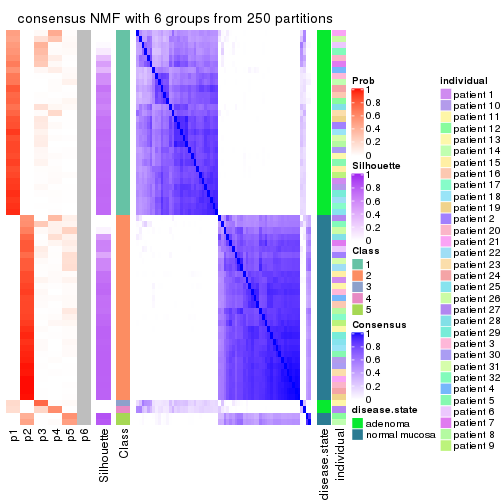 consensus NMF with 6 groups from 250 partitions
p1
p2
p3
p4
p5
p6
Silhouette
Class
disease.state
individual
Prob
1
0.8
0.6
0.4
0.2
0
Silhouette
1
0.8
0.6
0.4
0.2
0
Class
1
2
3
4
5
Consensus
1
0.8
0.6
0.4
0.2
0
disease.state
adenoma
normal mucosa
individual
patient 1
patient 10
patient 11
patient 12
patient 13
patient 14
patient 15
patient 16
patient 17
patient 18
patient 19
patient 2
patient 20
patient 21
patient 22
patient 23
patient 24
patient 25
patient 26
patient 27
patient 28
patient 29
patient 3
patient 30
patient 31
patient 32
patient 4
patient 5
patient 6
patient 7
patient 8
patient 9